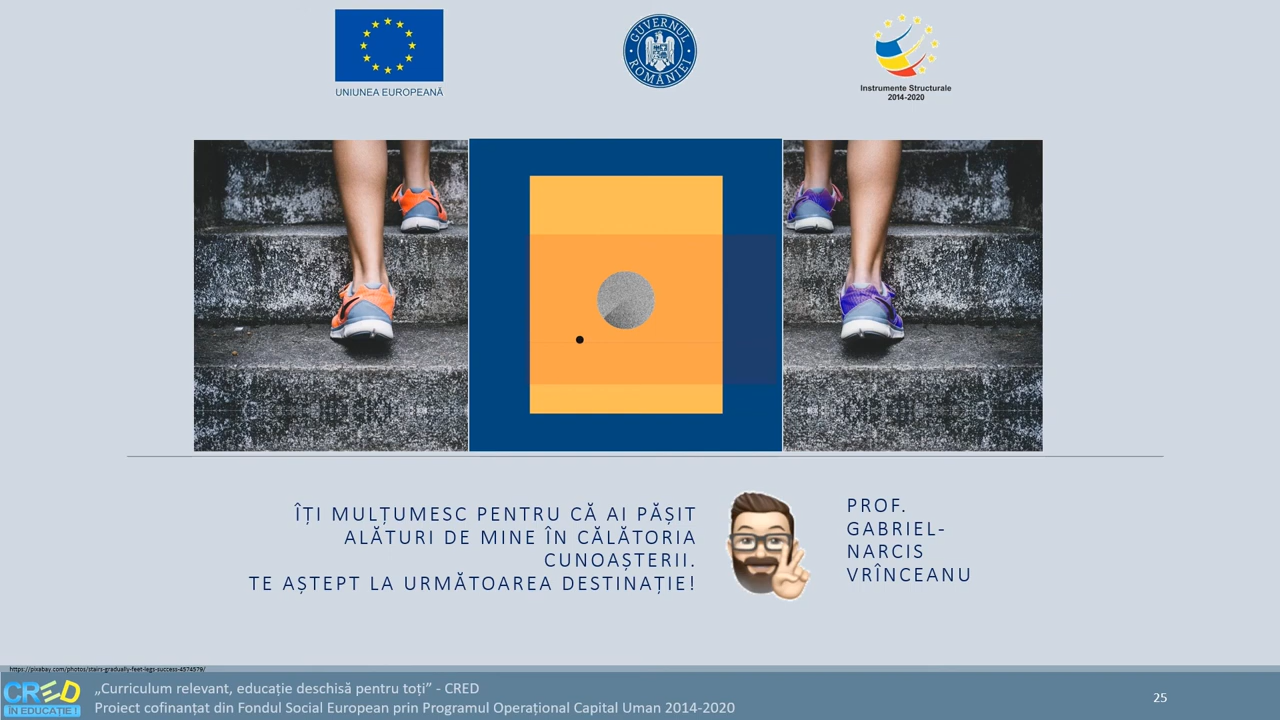 UNIUNEA EUROPEANĂ
GUVERNUL
ROMÂNIEI
Instrumente Structurale
2014-2020
ÎȚI MULȚUMESC PENTRU CĂ AI PĂȘIT
ALĂTURI DE MINE ÎN CĂLĂTORIA
CUNOAȘTERII.
TE AȘTEPT LA URMĂTOAREA DESTINAȚIE!
PROF.
GABRIEL-
NARCIS
VRÎNCEANU
https://pixabay.com/photos/stairs-gradually-feet-legs-success-4574579/
CRED
ÎN EDUCAȚIE !
„Curriculum relevant, educație deschisă pentru toți” - CRED
Proiect cofinanțat din Fondul Social European prin Programul Operațional Capital Uman 2014-2020
25